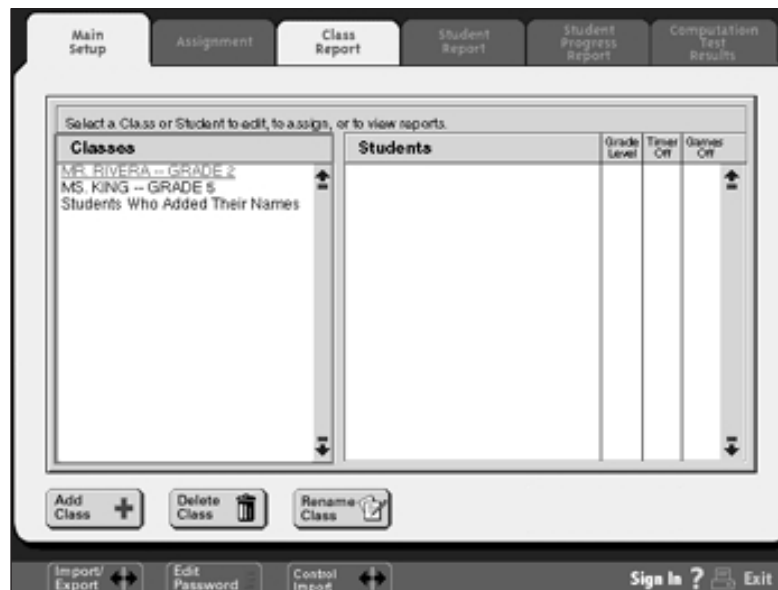 Main
Setup
Assignment
Class
Report
Student
Report
Student
Progress
Report
Computation
Test
Results
Select a Class or Student to edit, to assign, or to view reports.
Classes
Students
Grade
Level
Timer
Off
Games
Off
MR. RIVERA -- GRADE 2
MS. KING -- GRADE 5
Students Who Added Their Names
Add
Class
Delete
Class
Rename
Class
Import/
Export
Edit
Password
Control
Import
Sign In ? Exit